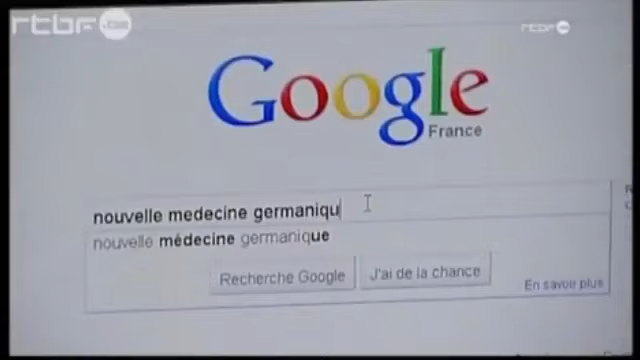 rtbf.be
rtbf.be
Google
France
nouvelle medecine germaniqu
nouvelle médecine germanique
Recherche Google
J'ai de la chance
En savoir plus